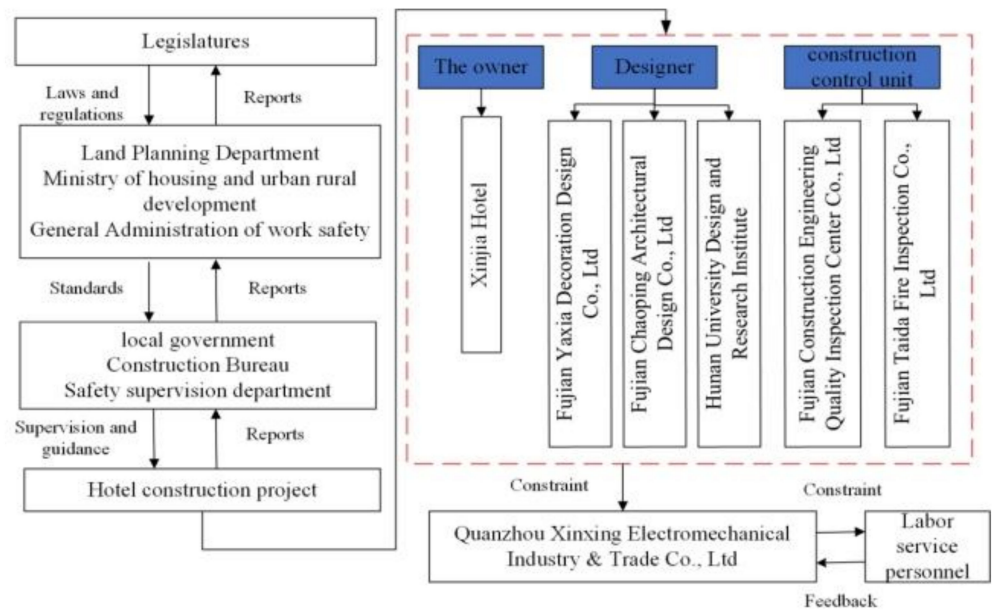 Legislatures
Laws and
regulations
Reports
Land Planning Department
Ministry of housing and urban rural
development
General Administration of work safety
Standards
Reports
local government
Construction Bureau
Safety supervision department
Supervision and
guidance
Reports
Hotel construction project
The owner
Designer
construction
control unit
Xinjia Hotel
Fujian Yaxia Decoration Design
Co., Ltd
Fujian Chaoping Architectural
Design Co., Ltd
Hunan University Design and
Research Institute
Fujian Construction Engineering
Quality Inspection Center Co., Ltd
Fujian Taida Fire Inspection Co.,
Ltd
Constraint
Constraint
Quanzhou Xinxing Electromechanical
Industry & Trade Co., Ltd
Labor
service
personnel
Feedback